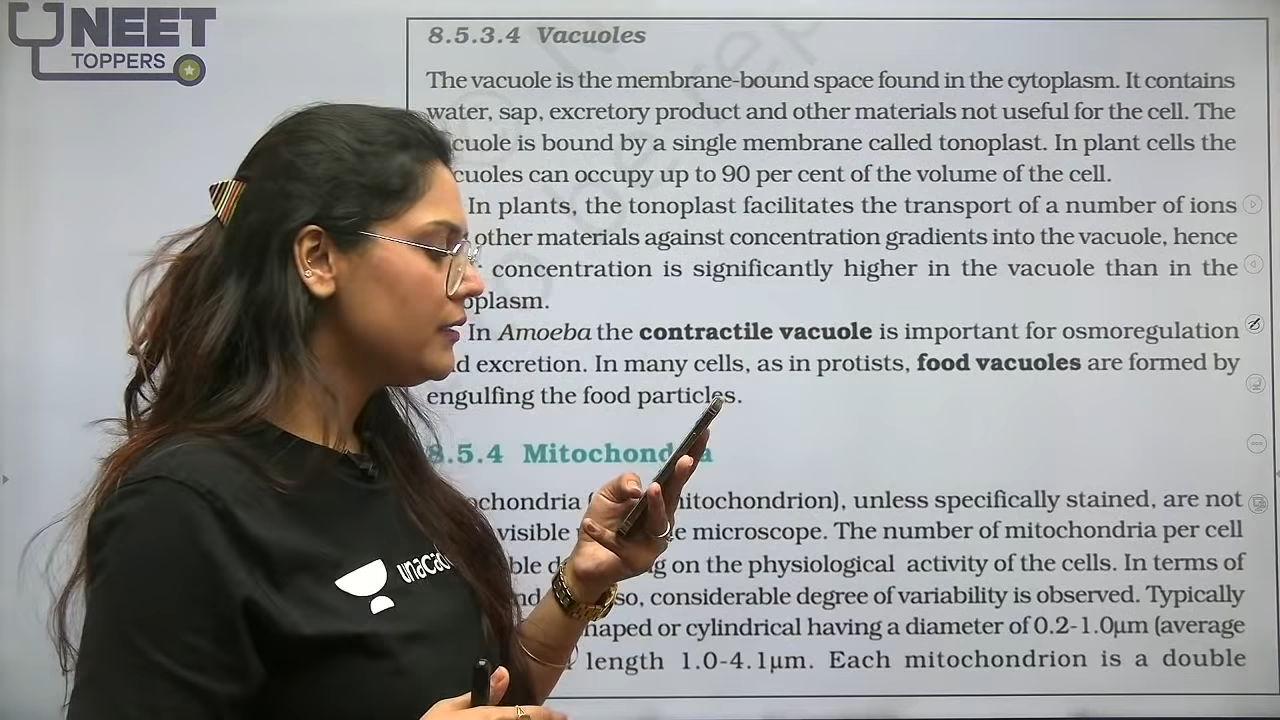 NEET
TOPPERS
8.5.3.4 Vacuoles
The vacuole is the membrane-bound space found in the cytoplasm. It contains
water, sap, excretory product and other materials not useful for the cell. The
cuole is bound by a single membrane called tonoplast. In plant cells the
cuoles can occupy up to 90 per cent of the volume of the cell.
In plants, the tonoplast facilitates the transport of a number of ions
other materials against concentration gradients into the vacuole, hence
concentration is significantly higher in the vacuole than in the
oplasm.
In Amoeba the contractile vacuole is important for osmoregulation
d excretion. In many cells, as in protists, food vacuoles are formed by
engulfing the food particles.
8.5.4 Mitochond a
ochondria ( itochondrion), unless specifically stained, are not
visible e microscope. The number of mitochondria per cell
ble d g on the physiological activity of the cells. In terms of
nd so, considerable degree of variability is observed. Typically
haped or cylindrical having a diameter of 0.2-1.0μm (average
length 1.0-4.1μm. Each mitochondrion is a double
unacad